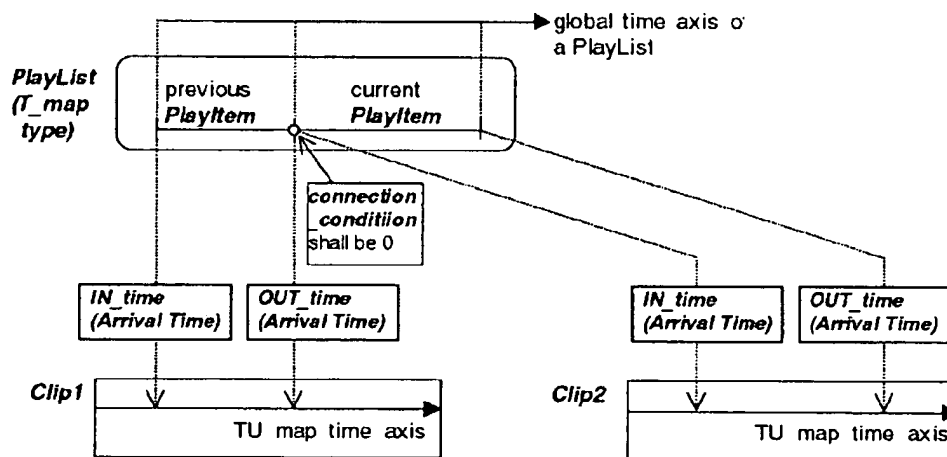 global time axis o
a PlayList
PlayList
(T_map
type)
previous
PlayItem
current
PlayItem
connection
_conditiion
shall be 0
IN_time
(Arrival Time)
OUT_time
(Arrival Time)
IN_time
(Arrival Time)
OUT_time
(Arrival Time)
Clip1
TU map time axis
Clip2
TU map time axis